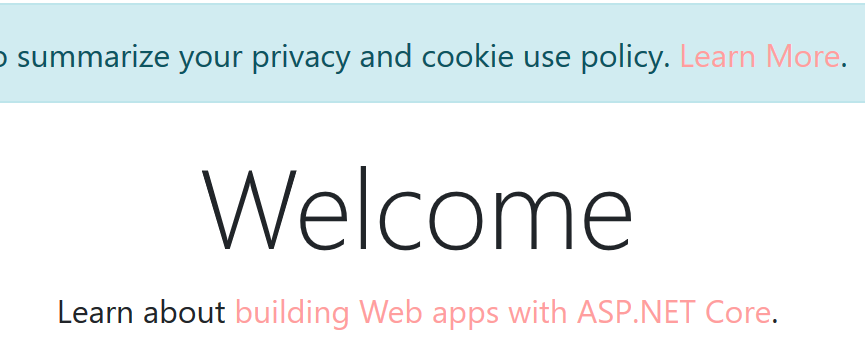 summarize your privacy and cookie use policy. Learn More.
Welcome
Learn about building Web apps with ASP.NET Core.